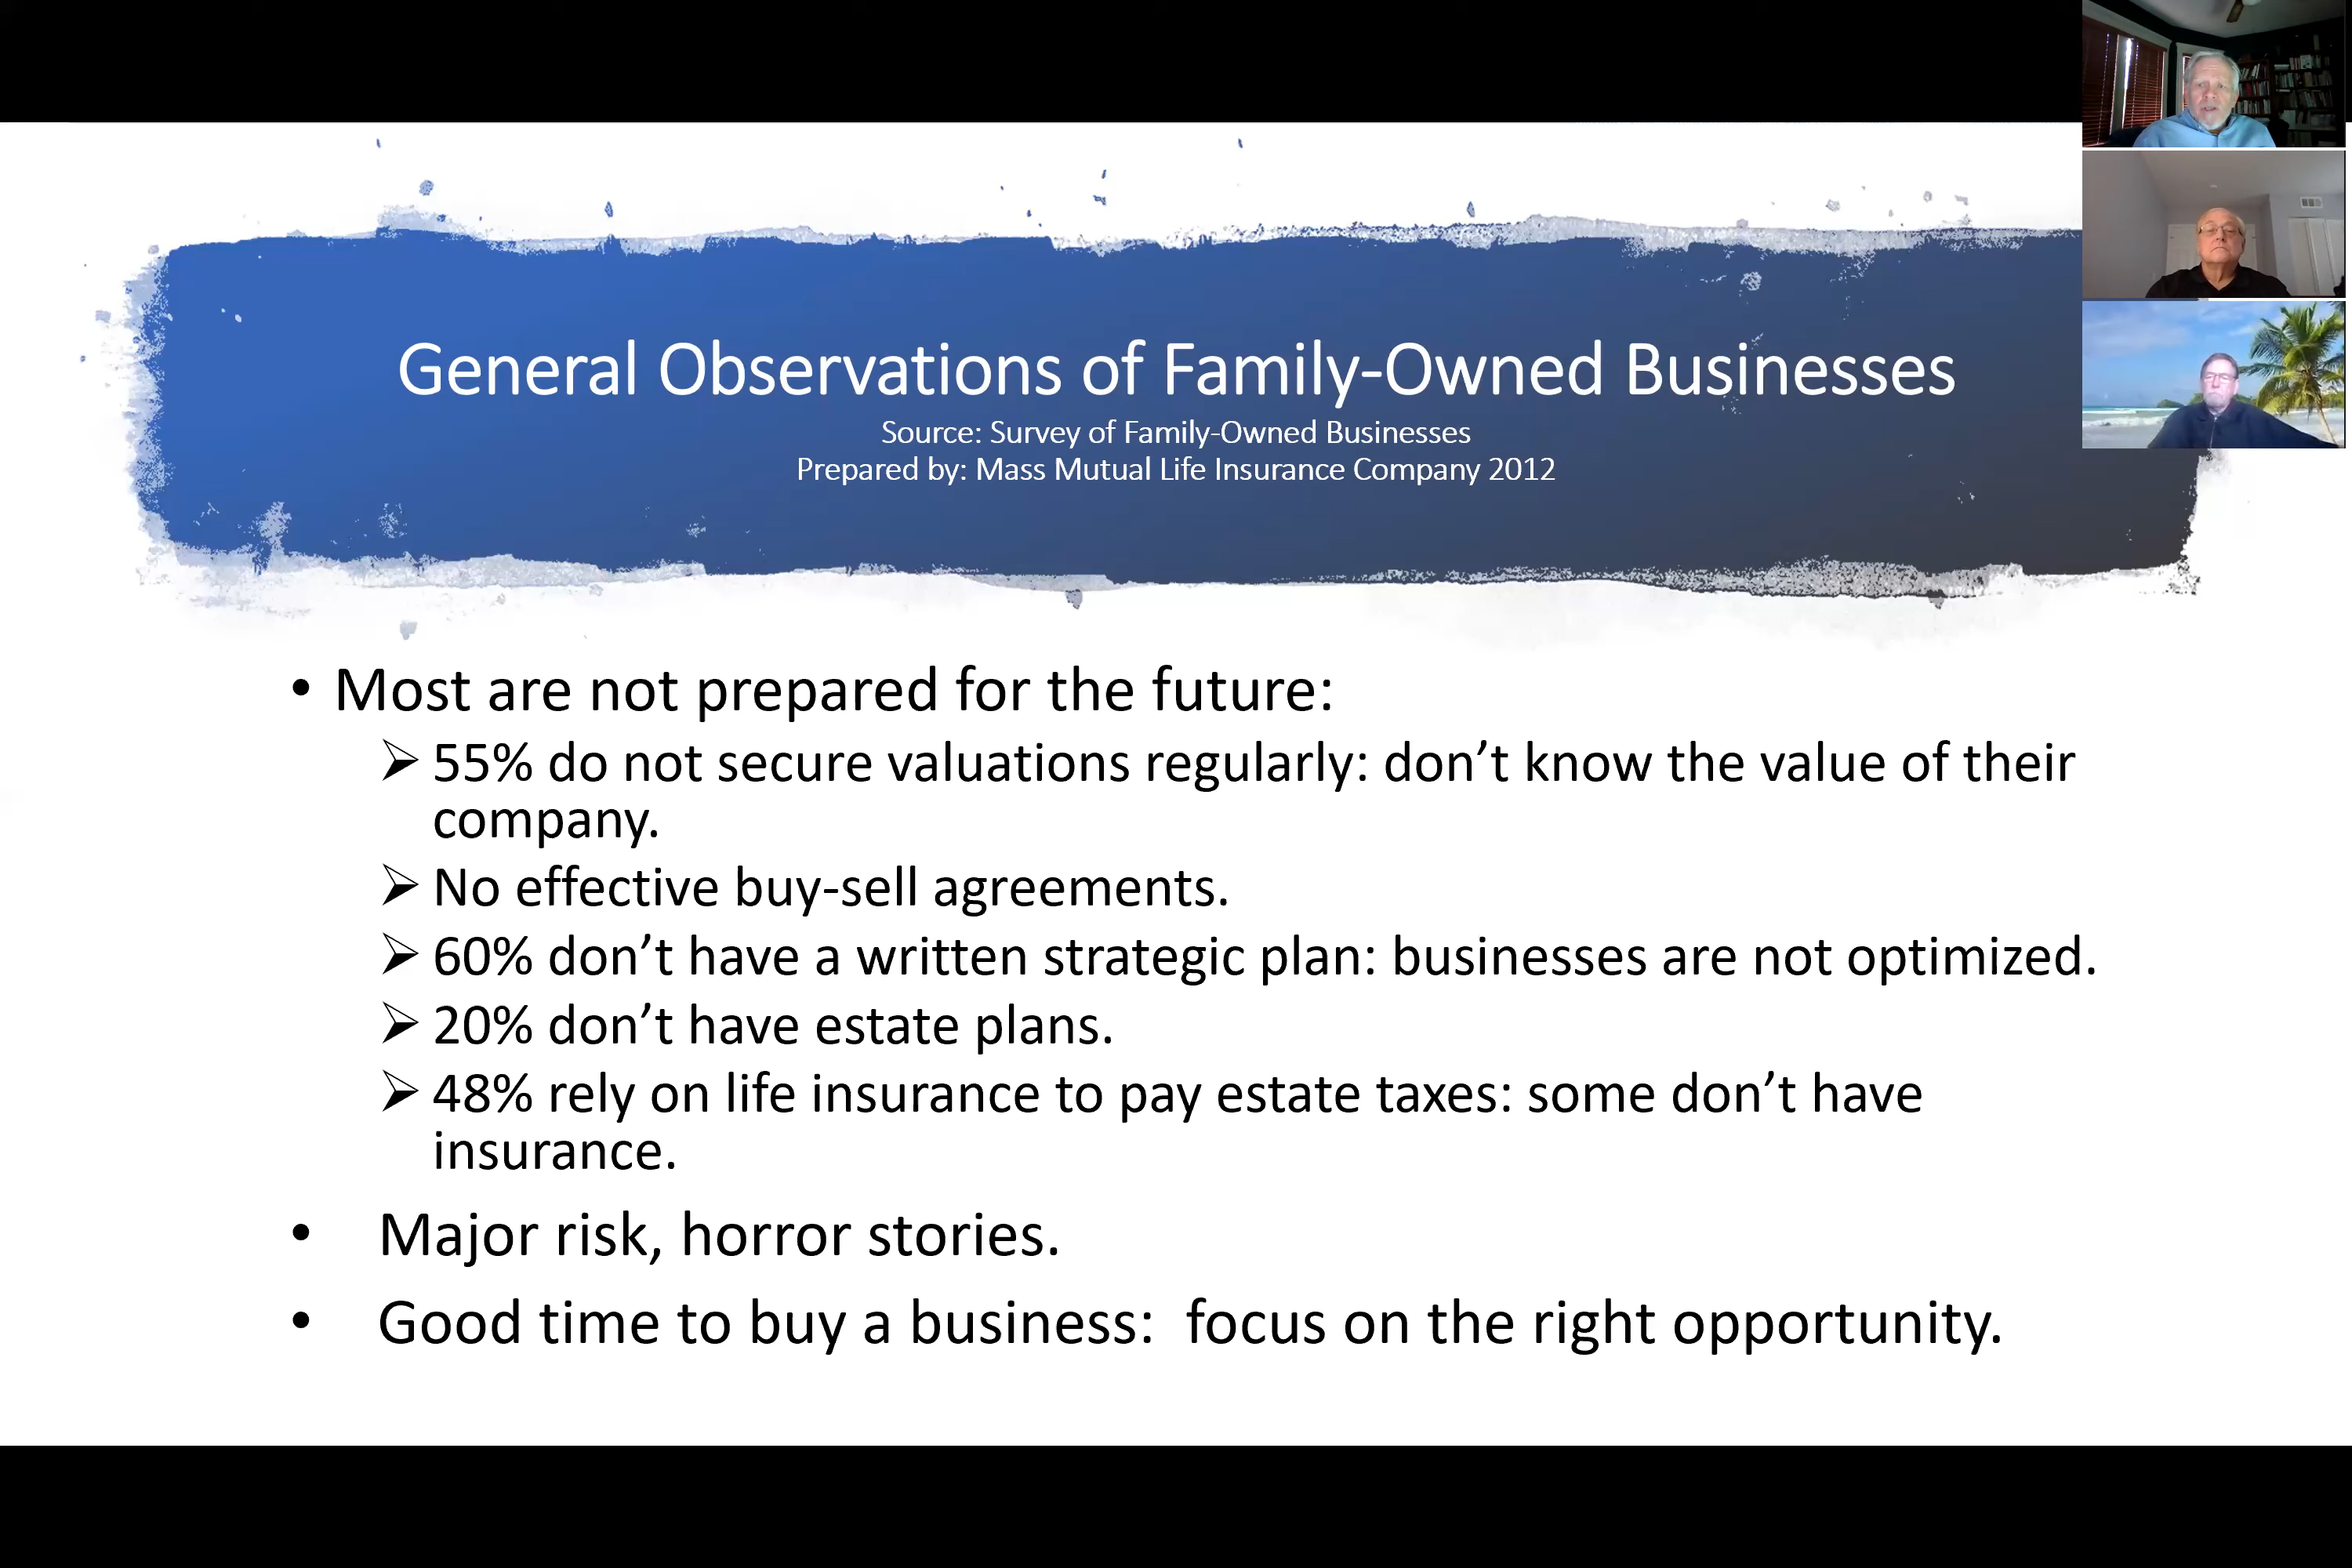 General Observations of Family-Owned Businesses
Source: Survey of Family-Owned Businesses
Prepared by: Mass Mutual Life Insurance Company 2012
• Most are not prepared for the future:
➢ 55% do not secure valuations regularly: don’t know the value of their
company.
➢ No effective buy-sell agreements.
➢ 60% don’t have a written strategic plan: businesses are not optimized.
➢ 20% don’t have estate plans.
➢ 48% rely on life insurance to pay estate taxes: some don’t have
insurance.
• Major risk, horror stories.
• Good time to buy a business: focus on the right opportunity.